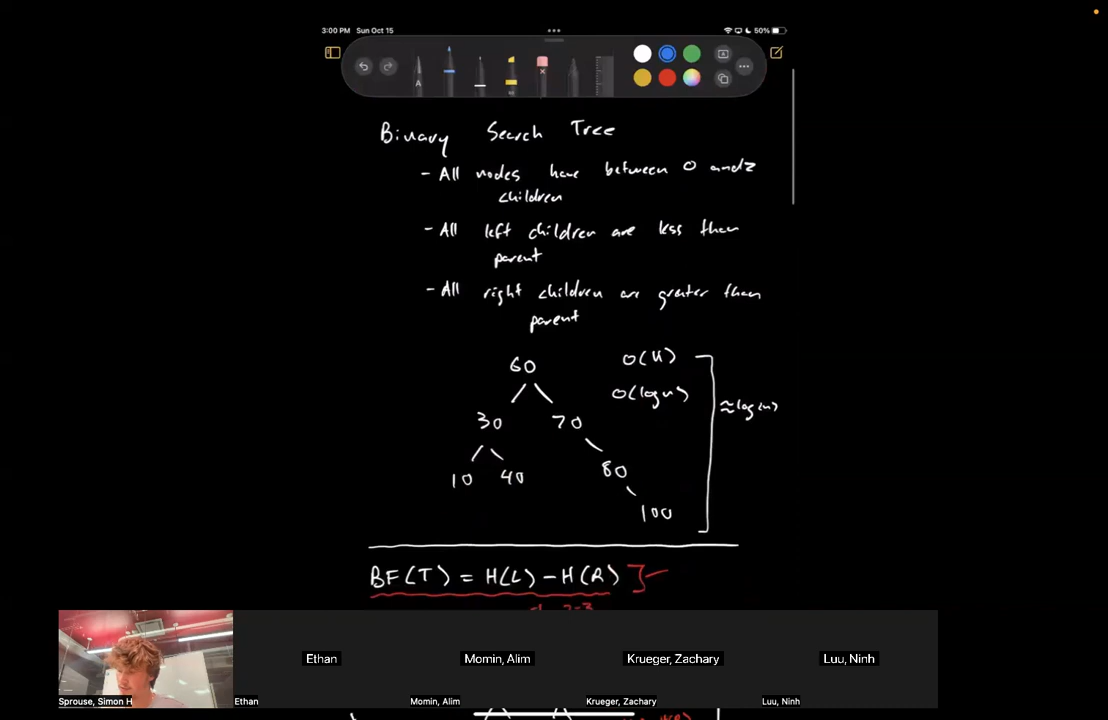 3:00 PM Sun Oct 15
50%
A
A
Binary Search Tree
- All nodes have between 0 and 2
children
- All left children are less than
parent
- All right children are greater than
parent
60
O(H)
O(log n)
≈ log(n)
30 70
10 40 80
100
BF(T) = H(L) - H(R)
2-3
Ethan
Momin, Alim
Krueger, Zachary
Luu, Ninh
Sprouse, Simon H
Ethan
Momin, Alim
Krueger, Zachary
Luu, Ninh